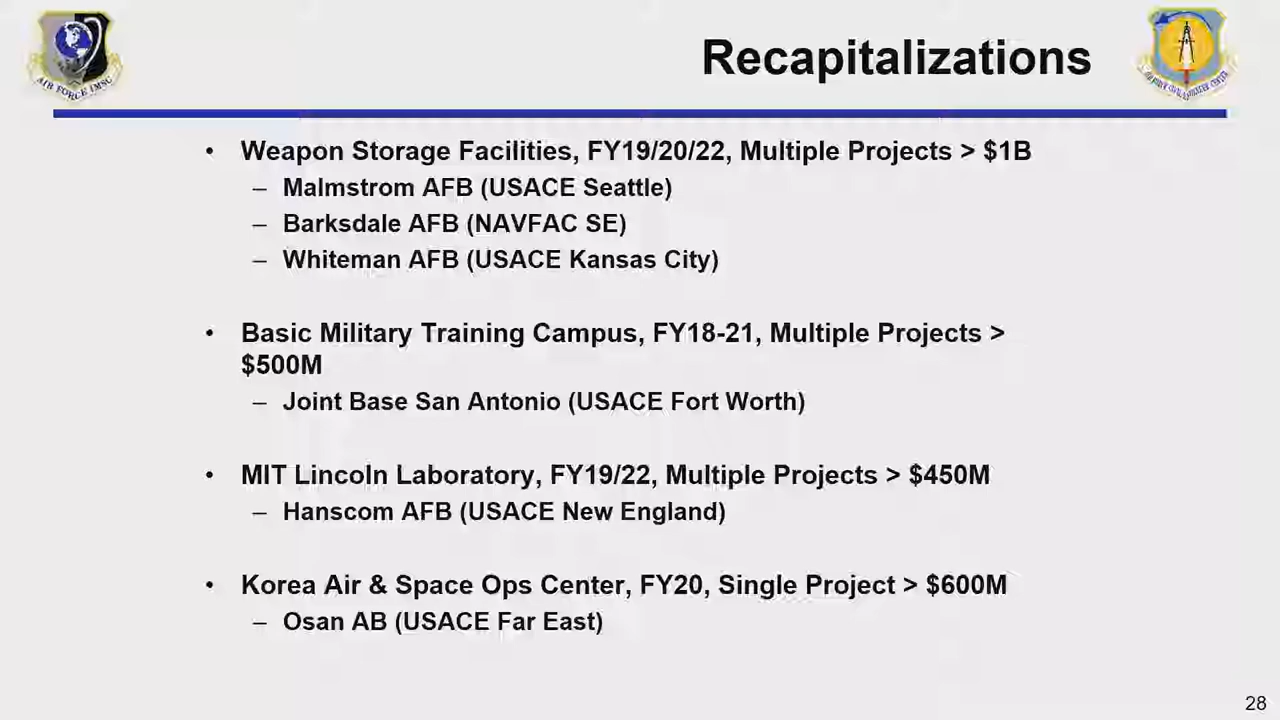 Recapitalizations
AIR FORCE IMSC
• Weapon Storage Facilities, FY19/20/22, Multiple Projects > $1B
– Malmstrom AFB (USACE Seattle)
– Barksdale AFB (NAVFAC SE)
– Whiteman AFB (USACE Kansas City)
• Basic Military Training Campus, FY18-21, Multiple Projects >
$500M
– Joint Base San Antonio (USACE Fort Worth)
• MIT Lincoln Laboratory, FY19/22, Multiple Projects > $450M
– Hanscom AFB (USACE New England)
• Korea Air & Space Ops Center, FY20, Single Project > $600M
– Osan AB (USACE Far East)
28